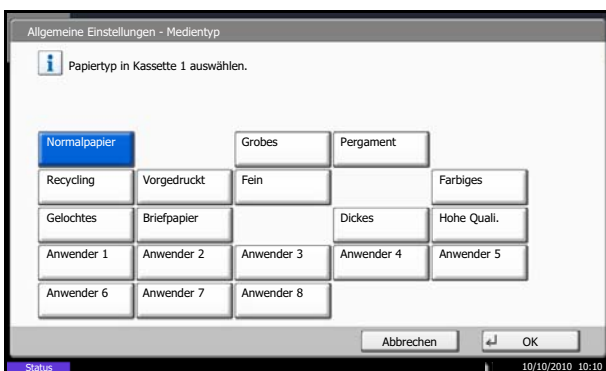 Allgemeine Einstellungen - Medientyp
Papiertyp in Kassette 1 auswählen.
Normalpapier Grobes Pergament
Recycling Vorgedruckt Fein Farbiges
Gelochtes Briefpapier Dickes Hohe Quali.
Anwender 1 Anwender 2 Anwender 3 Anwender 4 Anwender 5
Anwender 6 Anwender 7 Anwender 8
Abbrechen OK
Status 10/10/2010 10:10